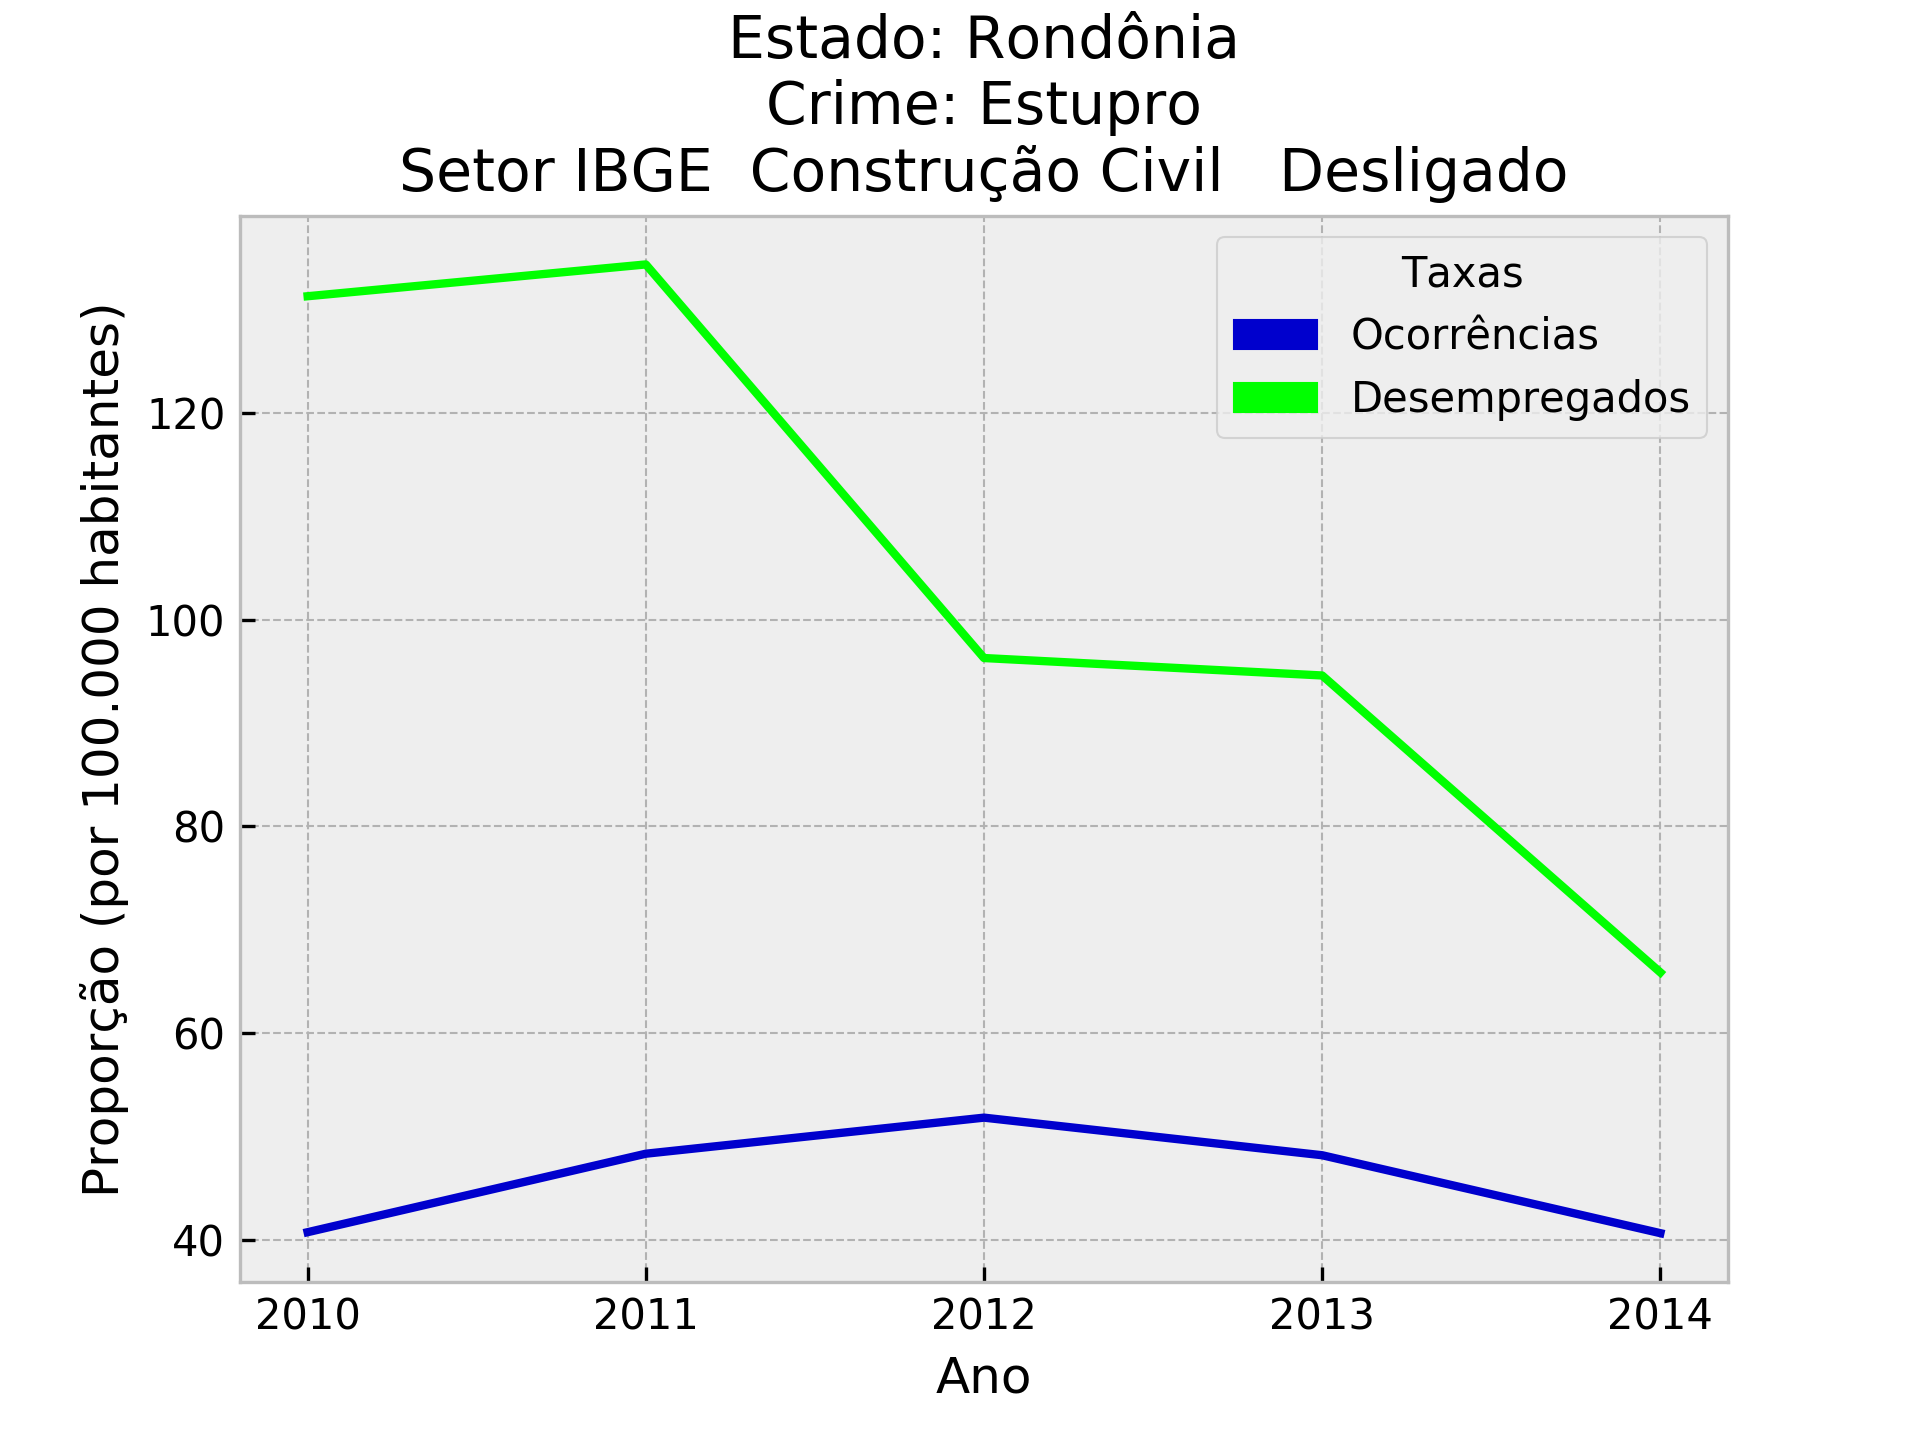 Estado: Rondônia
Crime: Estupro
Setor IBGE  Construção Civil   Desligado
Proporção (por 100.000 habitantes)
120
100
80
60
40
Taxas
Ocorrências
Desempregados
2010 2011 2012 2013 2014
Ano